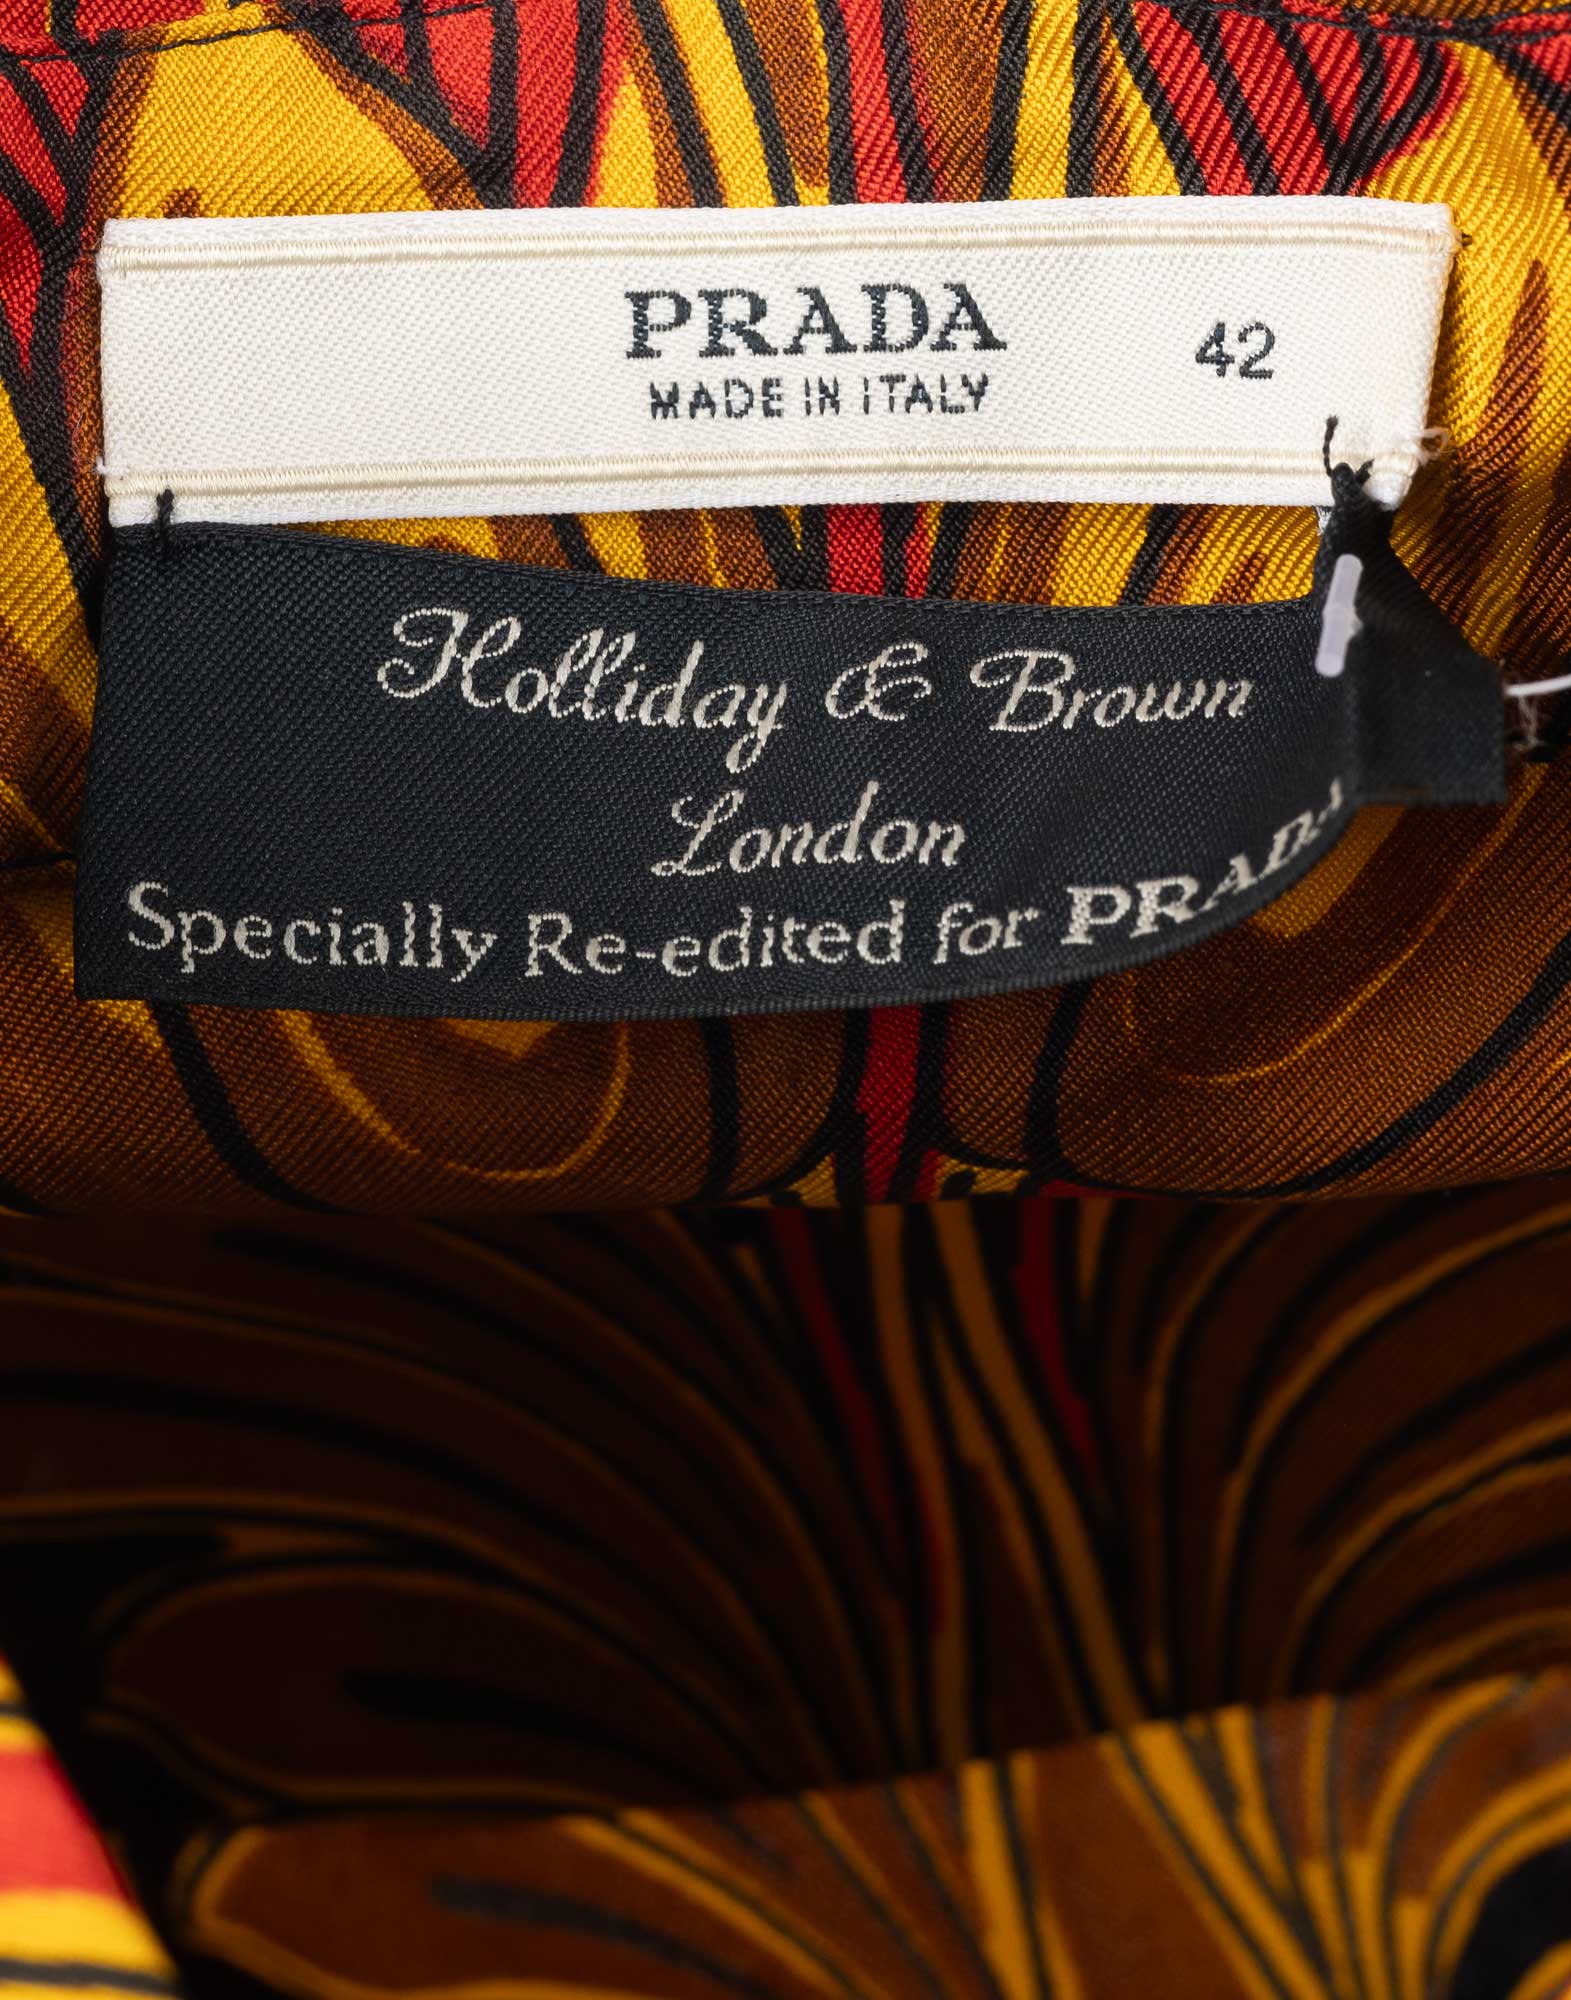 PRADA
MADE IN ITALY
42
Holliday & Brown
London
Specially Re-edited for PRADA